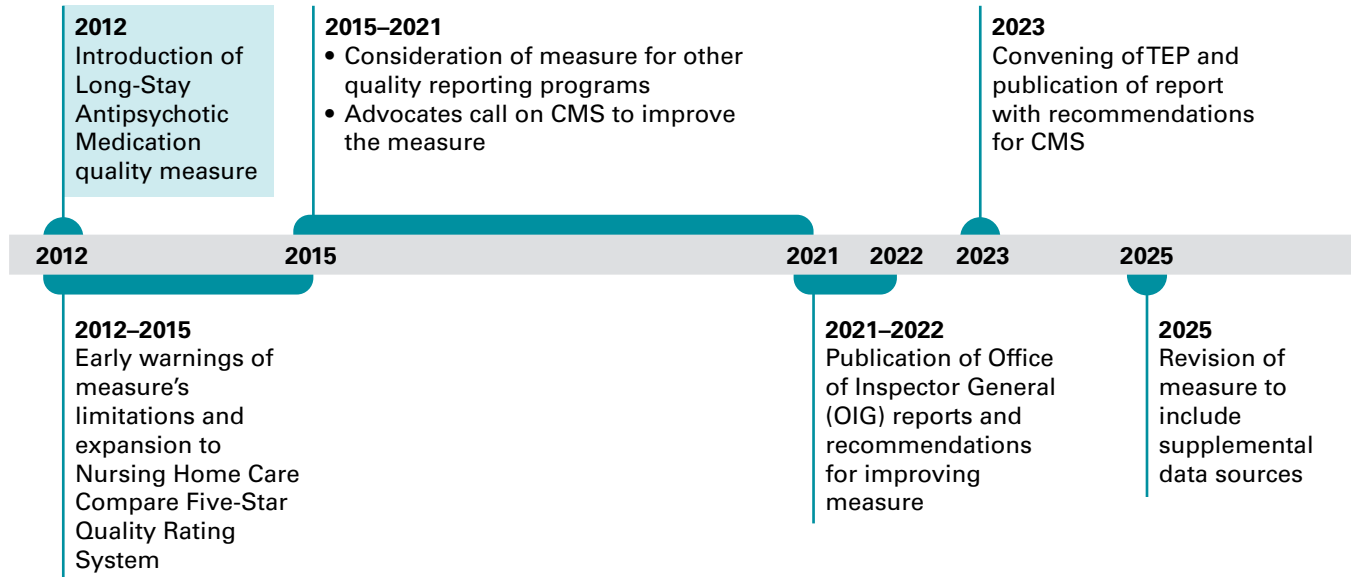 2012
Introduction of
Long-Stay
Antipsychotic
Medication
quality measure
2015–2021
• Consideration of measure for other
quality reporting programs
• Advocates call on CMS to improve
the measure
2023
Convening of TEP and
publication of report
with recommendations
for CMS
2012 2015 2021 2022 2023 2025
2012–2015
Early warnings of
measure’s
limitations and
expansion to
Nursing Home Care
Compare Five-Star
Quality Rating
System
2021–2022
Publication of Office
of Inspector General
(OIG) reports and
recommendations
for improving
measure
2025
Revision of
measure to
include
supplemental
data sources